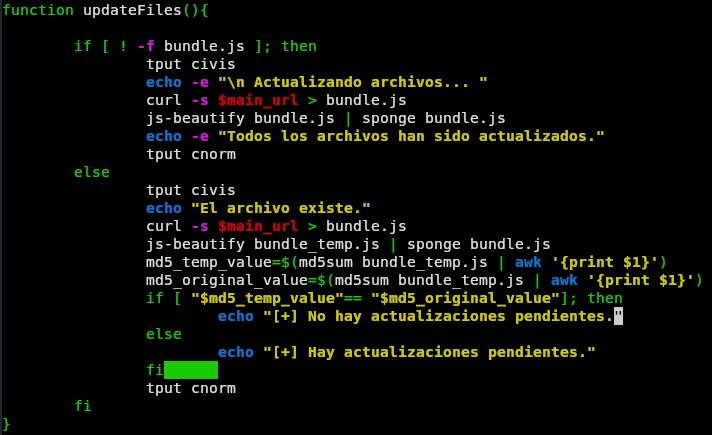 function updateFiles(){
if [ ! -f bundle.js ]; then
tput civis
echo -e "\n Actualizando archivos... "
curl -s $main_url > bundle.js
js-beautify bundle.js | sponge bundle.js
echo -e "Todos los archivos han sido actualizados."
tput cnorm
else
tput civis
echo "El archivo existe."
curl -s $main_url > bundle.js
js-beautify bundle_temp.js | sponge bundle.js
md5_temp_value=$(md5sum bundle_temp.js | awk '{print $1}')
md5_original_value=$(md5sum bundle_temp.js | awk '{print $1}')
if [ "$md5_temp_value"== "$md5_original_value"]; then
echo "[+] No hay actualizaciones pendientes."
else
echo "[+] Hay actualizaciones pendientes."
fi
tput cnorm
fi
}